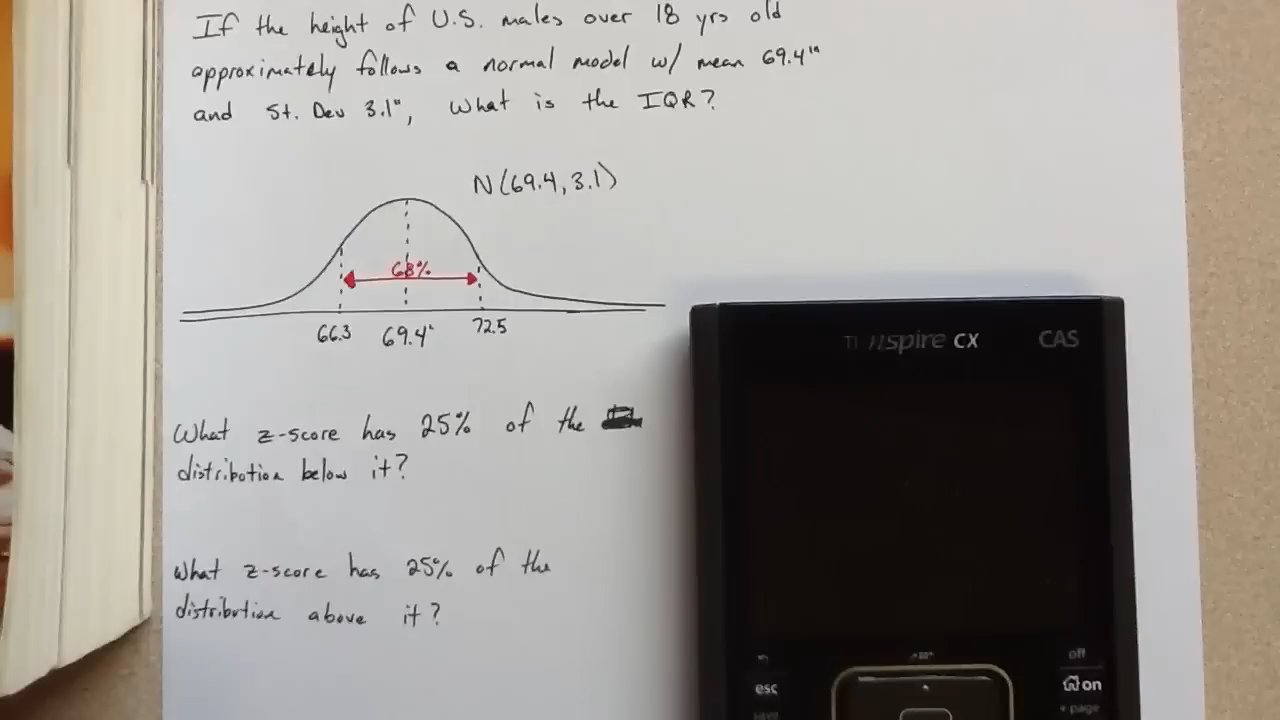 If the height of U.S. males over 18 yrs old
approximately follows a normal model w/ mean 69.4"
and St. Dev 3.1", what is the IQR?
N(69.4, 3.1)
68%
66.3 69.4" 72.5
What z-score has 25% of the
distribution below it?
What z-score has 25% of the
distribution above it?
TI nspire CX CAS
off
esc
on
+ page